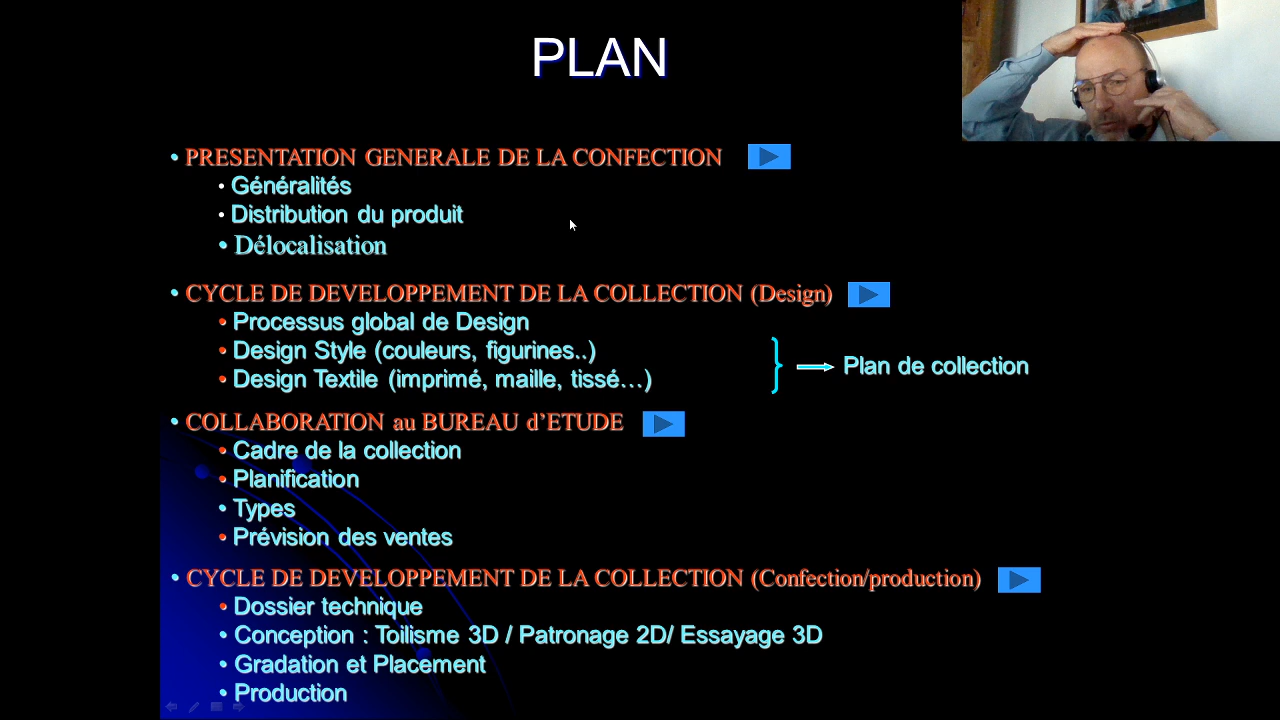 PLAN
• PRESENTATION GENERALE DE LA CONFECTION
• Généralités
• Distribution du produit
• Délocalisation
• CYCLE DE DEVELOPPEMENT DE LA COLLECTION (Design)
• Processus global de Design
• Design Style (couleurs, figurines..)
• Design Textile (imprimé, maille, tissé…)
Plan de collection
• COLLABORATION au BUREAU d’ETUDE
• Cadre de la collection
• Planification
• Types
• Prévision des ventes
• CYCLE DE DEVELOPPEMENT DE LA COLLECTION (Confection/production)
• Dossier technique
• Conception : Toilisme 3D / Patronage 2D/ Essayage 3D
• Gradation et Placement
• Production